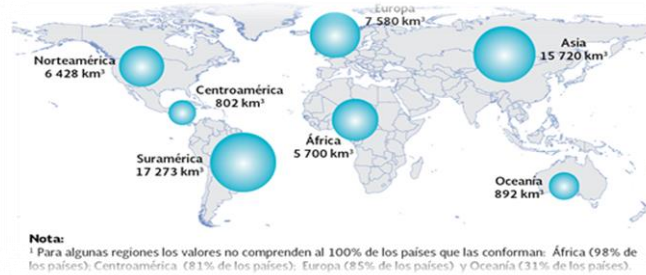 Europa
7 580 km³
Asia
15 720 km³
Norteamérica
6 428 km³
Centroamérica
802 km³
África
5 700 km³
Suramérica
17 273 km³
Oceanía
892 km³
Nota:
¹ Para algunas regiones los valores no comprenden al 100% de los países que las conforman: África (98% de
los países); Centroamérica (81% de los países); Europa (85% de los países) y Oceanía (31% de los países).